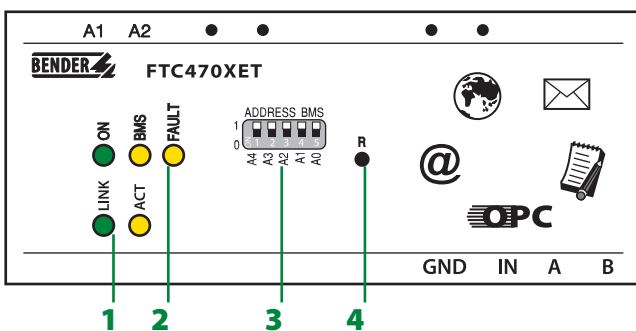 A1 A2
BENDER FTC470XET
ADDRESS BMS
1
0
ON
1 2 3 4 5
A4 A3 A2 A1 A0
ON BMS FAULT
LINK ACT
R
@
OPC
GND IN A B
1 2 3 4